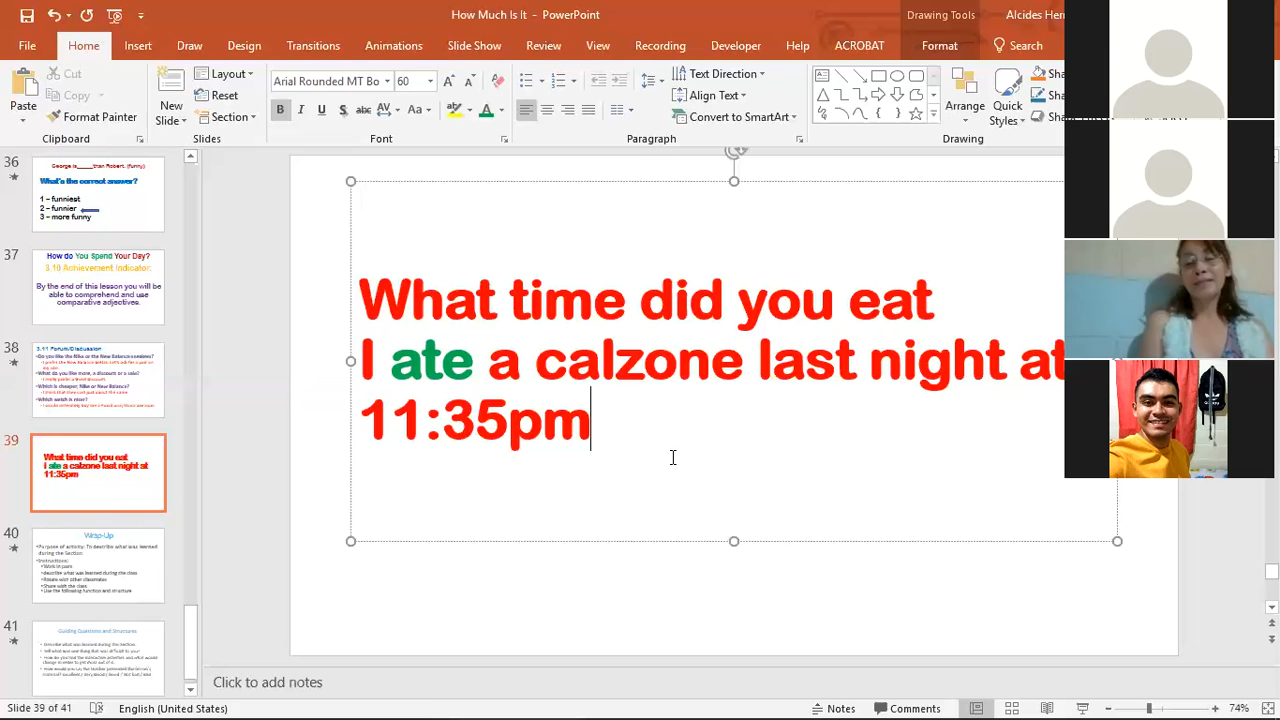 How Much Is It - PowerPoint
Drawing Tools
Alcides Her
File Home Insert Draw Design Transitions Animations Slide Show Review View Recording Developer Help ACROBAT Format Search
Paste
Cut
Copy
Format Painter
Clipboard
New
Slide
Layout
Reset
Section
Slides
Arial Rounded MT Bo 60
B I U S abc AV Aa
Font
Text Direction
Align Text
Convert to SmartArt
Paragraph
Arrange
Quick
Styles
Drawing
36
George is____than Robert. (funny)
What's the correct answer?
1 – funniest
2 – funnier
3 – more funny
37
How do You Spend Your Day?
3.10 Achievement Indicator:
By the end of this lesson you will be
able to comprehend and use
comparative adjectives.
3.11 Forum/Discussion
39
What time did you eat
I ate a calzone last night at
11:35pm
40
Wrap-Up
41
Guiding Questions and Structures
What time did you eat
I ate a calzone last night at
11:35pm
Click to add notes
Slide 39 of 41
English (United States)
Notes
Comments
74%